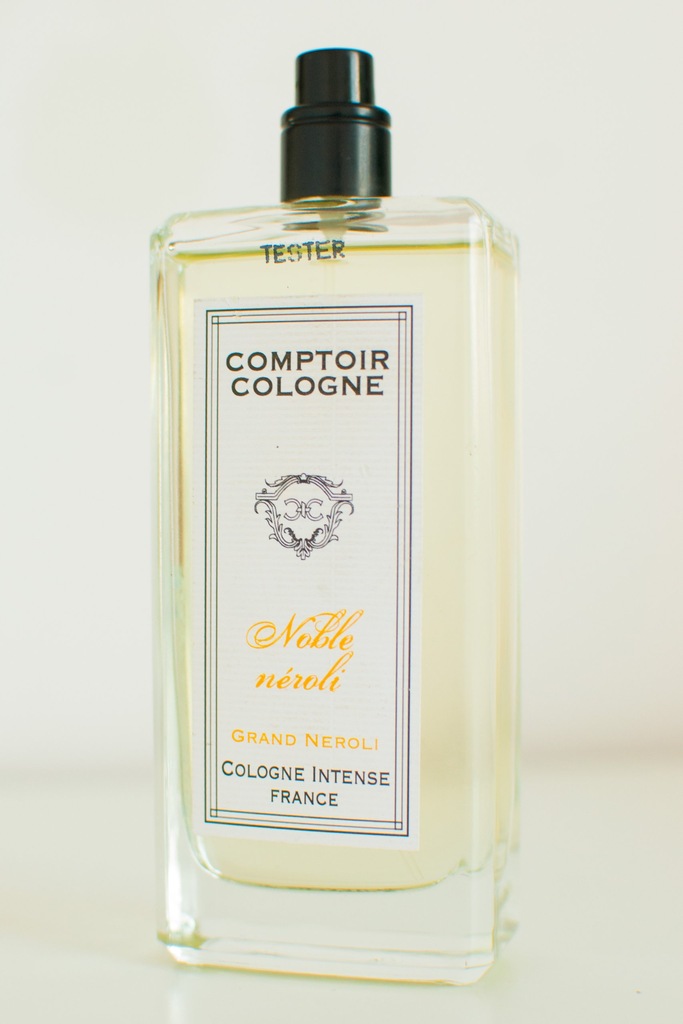 TESTER
COMPTOIR
COLOGNE
Noble
néroli
GRAND NEROLI
COLOGNE INTENSE
FRANCE